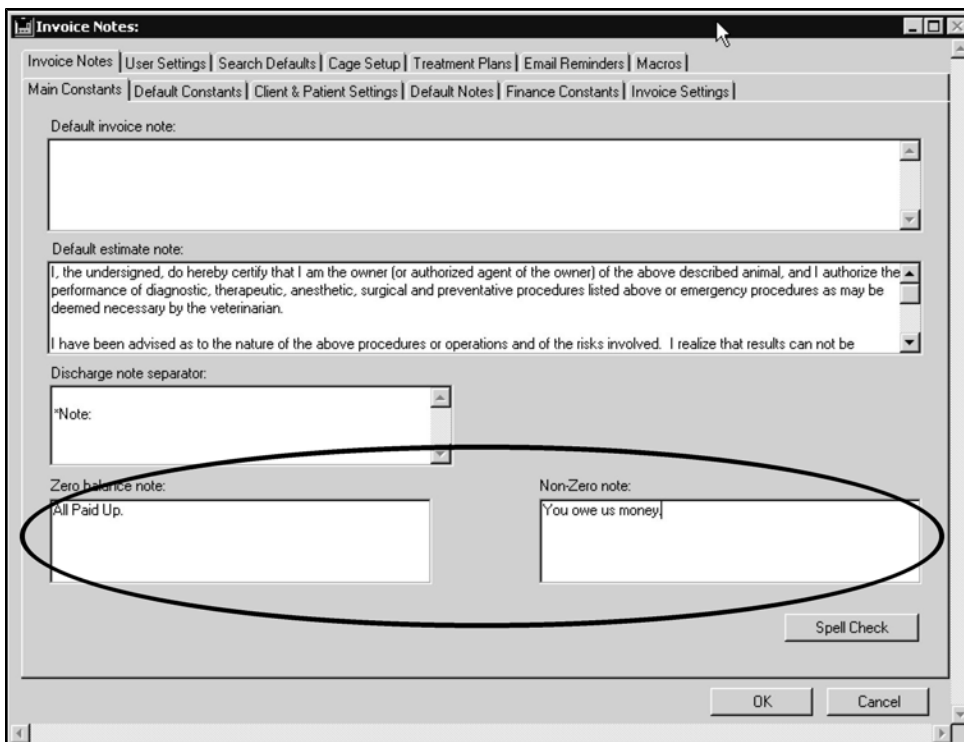 Invoice Notes:
Invoice Notes User Settings Search Defaults Cage Setup Treatment Plans Email Reminders Macros
Main Constants Default Constants Client & Patient Settings Default Notes Finance Constants Invoice Settings
Default invoice note:
Default estimate note:
I, the undersigned, do hereby certify that I am the owner (or authorized agent of the owner) of the above described animal, and I authorize the
performance of diagnostic, therapeutic, anesthetic, surgical and preventative procedures listed above or emergency procedures as may be
deemed necessary by the veterinarian.
I have been advised as to the nature of the above procedures or operations and of the risks involved.  I realize that results can not be
Discharge note separator:
*Note:
Zero balance note: Non-Zero note:
All Paid Up. You owe us money.
Spell Check
OK Cancel